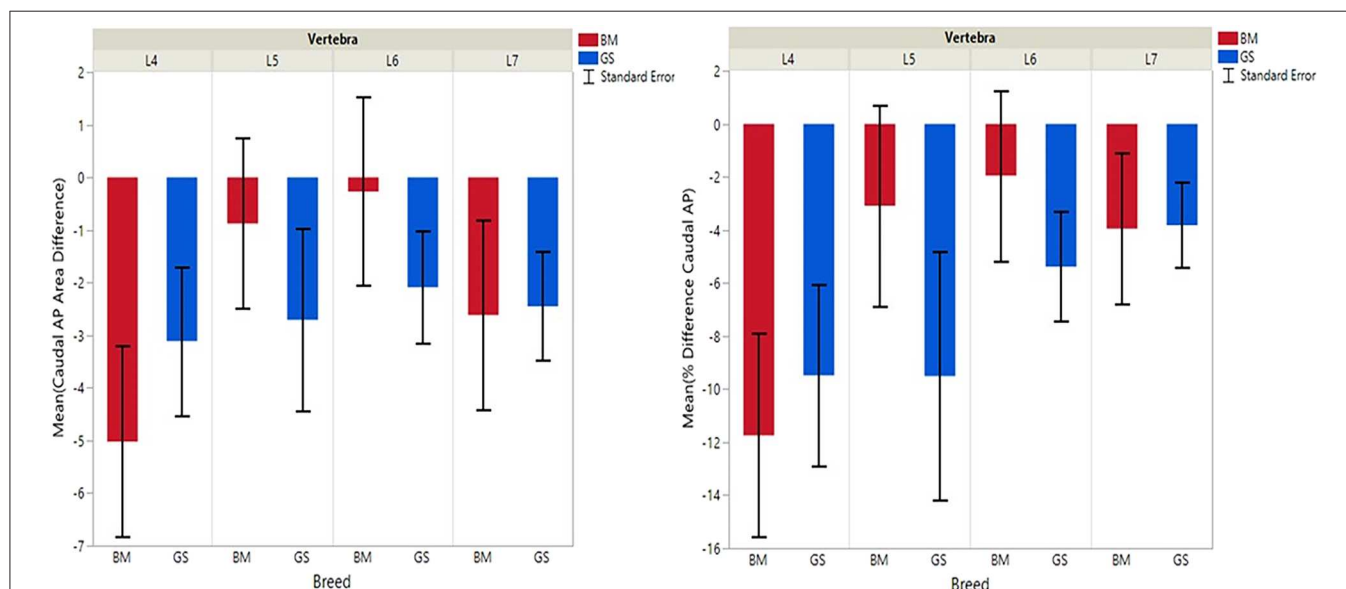 Vertebra
L4 L5 L6 L7
BM
GS
Standard Error
Mean(Caudal AP Area Difference)
2
1
0
-1
-2
-3
-4
-5
-6
-7
BM GS BM GS BM GS BM GS
Breed
Vertebra
L4 L5 L6 L7
BM
GS
Standard Error
Mean(% Difference Caudal AP)
2
0
-2
-4
-6
-8
-10
-12
-14
-16
BM GS BM GS BM GS BM GS
Breed